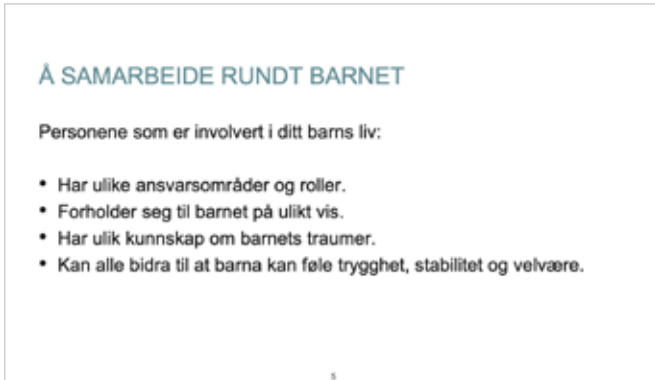 Å SAMARBEIDE RUNDT BARNET
Personene som er involvert i ditt barns liv:
• Har ulike ansvarsområder og roller.
• Forholder seg til barnet på ulikt vis.
• Har ulik kunnskap om barnets traumer.
• Kan alle bidra til at barna kan føle trygghet, stabilitet og velvære.
5